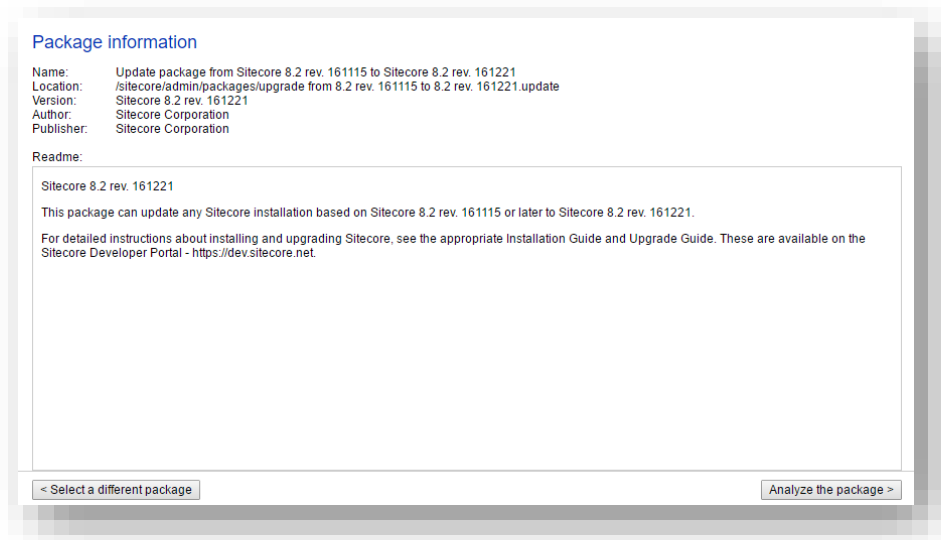 Package information
Name: Update package from Sitecore 8.2 rev. 161115 to Sitecore 8.2 rev. 161221
Location: /sitecore/admin/packages/upgrade from 8.2 rev. 161115 to 8.2 rev. 161221.update
Version: Sitecore 8.2 rev. 161221
Author: Sitecore Corporation
Publisher: Sitecore Corporation
Readme:
Sitecore 8.2 rev. 161221
This package can update any Sitecore installation based on Sitecore 8.2 rev. 161115 or later to Sitecore 8.2 rev. 161221.
For detailed instructions about installing and upgrading Sitecore, see the appropriate Installation Guide and Upgrade Guide. These are available on the
Sitecore Developer Portal - https://dev.sitecore.net.
< Select a different package
Analyze the package >